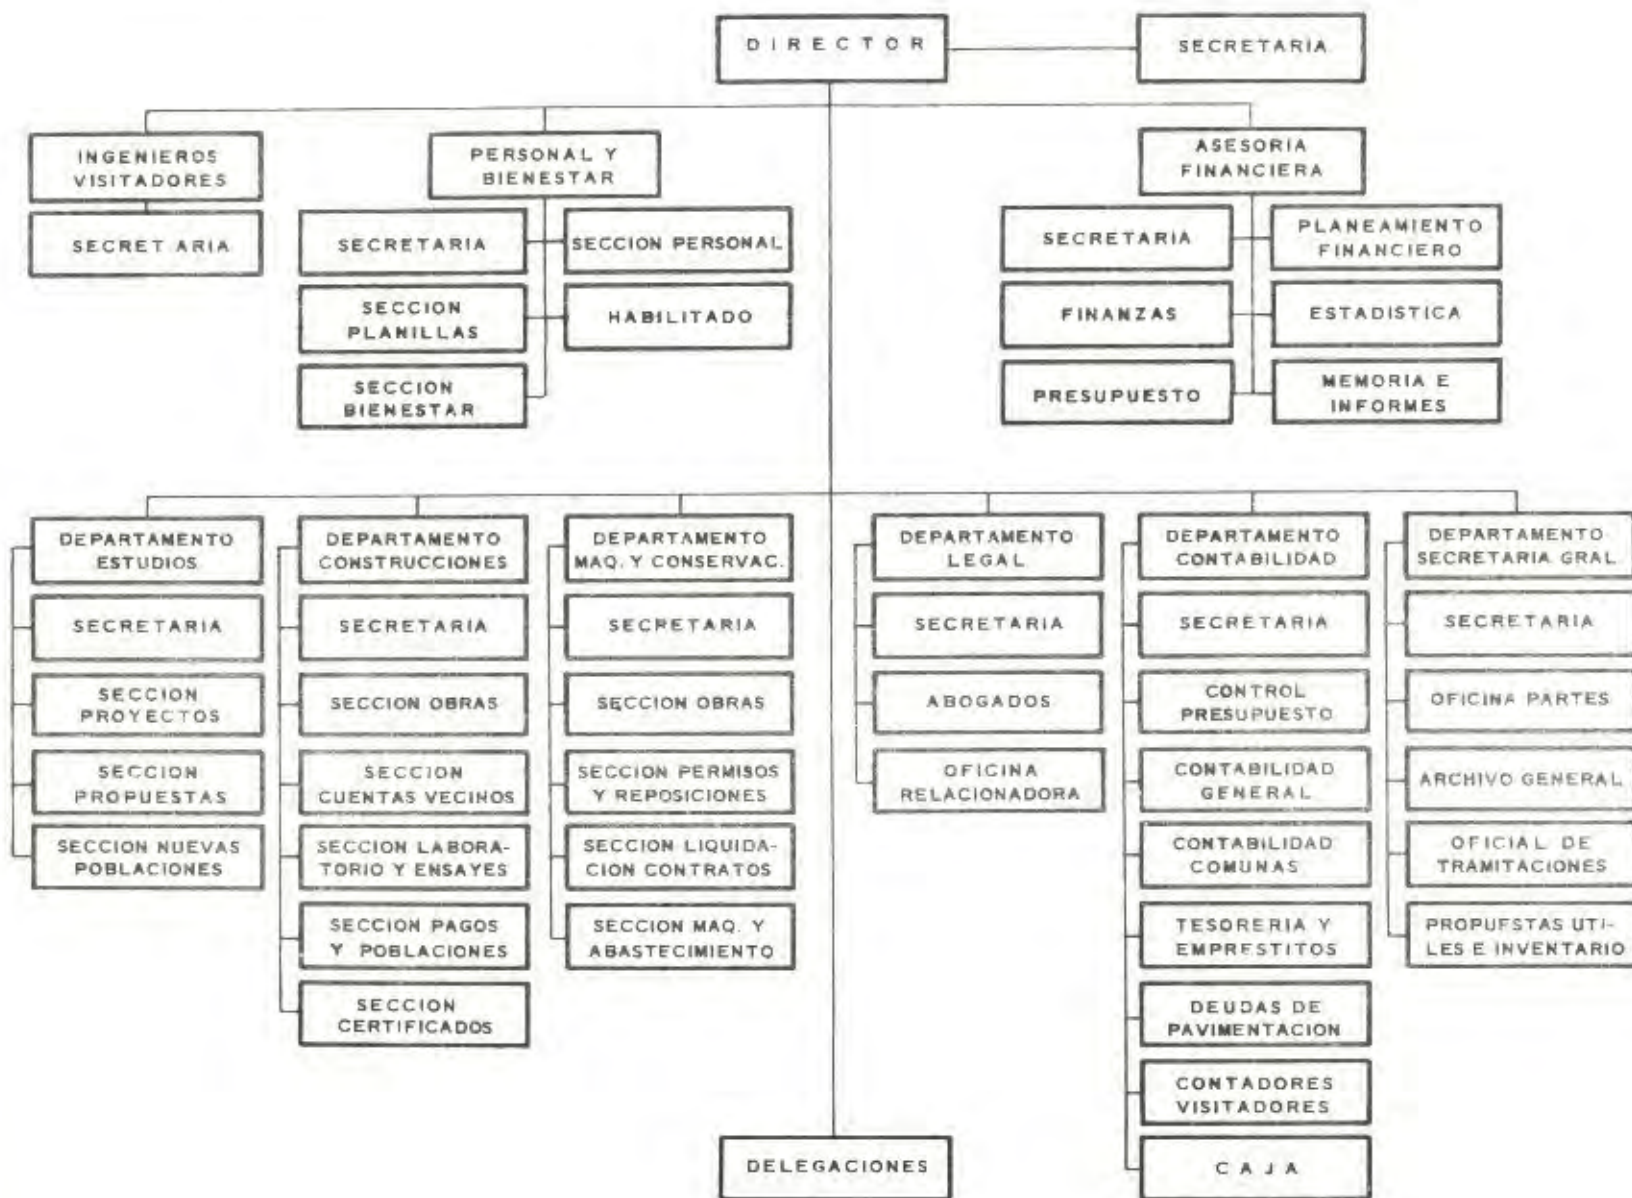 DIRECTOR
SECRETARIA
INGENIEROS
VISITADORES
SECRETARIA
PERSONAL Y
BIENESTAR
SECRETARIA
SECCION PERSONAL
SECCION
PLANILLAS
HABILITADO
SECCION
BIENESTAR
ASESORIA
FINANCIERA
SECRETARIA
PLANEAMIENTO
FINANCIERO
FINANZAS
ESTADISTICA
PRESUPUESTO
MEMORIA E
INFORMES
DEPARTAMENTO
ESTUDIOS
SECRETARIA
SECCION
PROYECTOS
SECCION
PROPUESTAS
SECCION NUEVAS
POBLACIONES
DEPARTAMENTO
CONSTRUCCIONES
SECRETARIA
SECCION OBRAS
SECCION
CUENTAS VECINOS
SECCION LABORA-
TORIO Y ENSAYES
SECCION PAGOS
Y POBLACIONES
SECCION
CERTIFICADOS
DEPARTAMENTO
MAQ. Y CONSERVAC.
SECRETARIA
SECCION OBRAS
SECCION PERMISOS
Y REPOSICIONES
SECCION LIQUIDA-
CION CONTRATOS
SECCION MAQ. Y
ABASTECIMIENTO
DEPARTAMENTO
LEGAL
SECRETARIA
ABOGADOS
OFICINA
RELACIONADORA
DEPARTAMENTO
CONTABILIDAD
SECRETARIA
CONTROL
PRESUPUESTO
CONTABILIDAD
GENERAL
CONTABILIDAD
COMUNAS
TESORERIA Y
EMPRESTITOS
DEUDAS DE
PAVIMENTACION
CONTADORES
VISITADORES
CAJA
DEPARTAMENTO
SECRETARIA GRAL.
SECRETARIA
OFICINA PARTES
ARCHIVO GENERAL
OFICIAL DE
TRAMITACIONES
PROPUESTAS UTI-
LES E INVENTARIO
DELEGACIONES